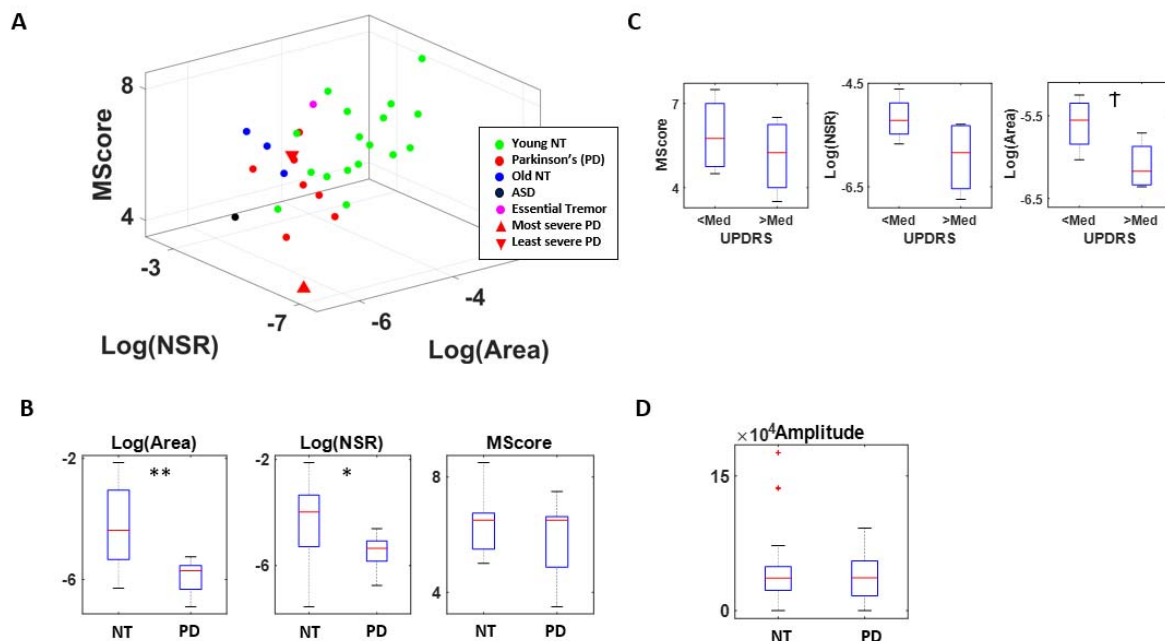 A
MScore
8
4
-3
-7
Log(NSR)
-6
-4
Log(Area)
Young NT
Parkinson's (PD)
Old NT
ASD
Essential Tremor
Most severe PD
Least severe PD
B
Log(Area)
-2
-6
**
NT PD
Log(NSR)
-2
-6
*
NT PD
MScore
8
4
NT PD
C
MScore
7
4
<Med >Med
UPDRS
Log(NSR)
-4.5
-6.5
<Med >Med
UPDRS
Log(Area)
-5.5
-6.5
†
<Med >Med
UPDRS
D
×10⁴ Amplitude
15
0
NT PD